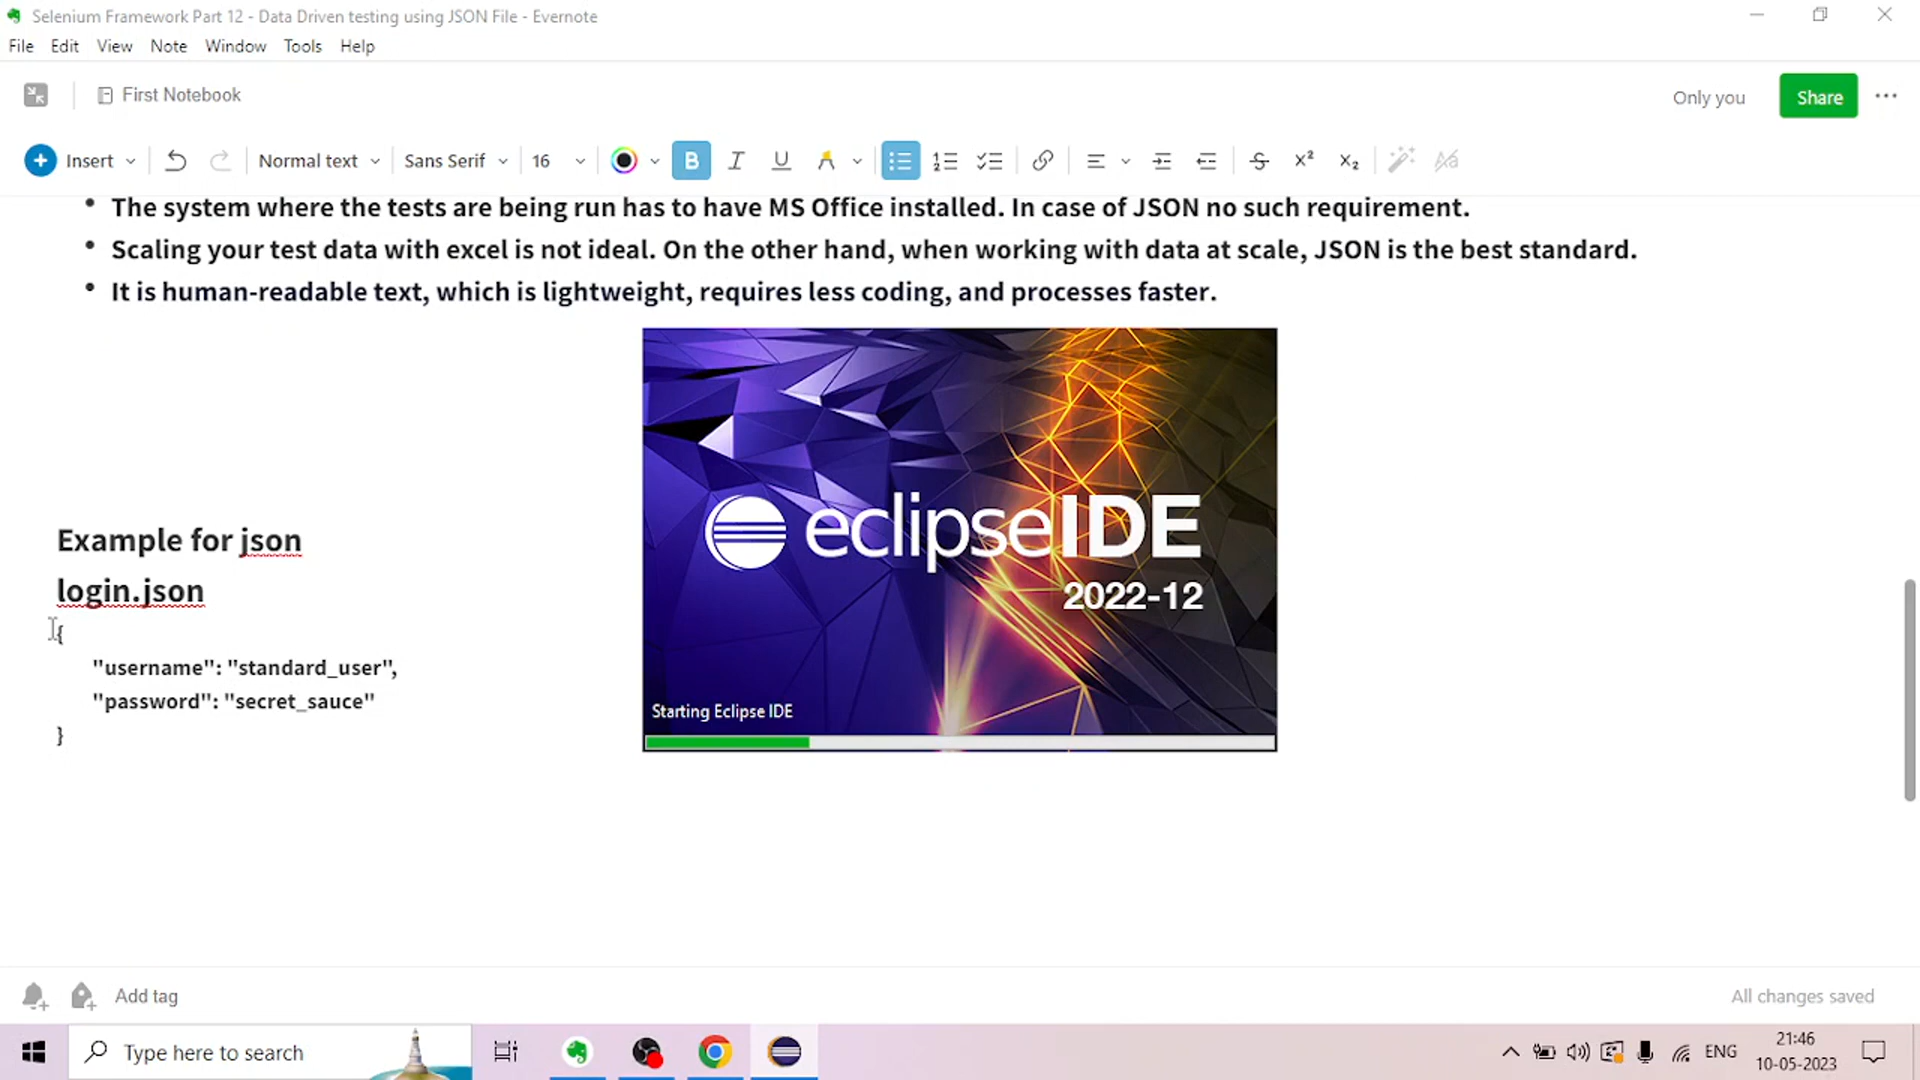 Selenium Framework Part 12 - Data Driven testing using JSON File - Evernote
File Edit View Note Window Tools Help
First Notebook
Only you
Share
Insert
Normal text
Sans Serif
16
B I U
The system where the tests are being run has to have MS Office installed. In case of JSON no such requirement.
Scaling your test data with excel is not ideal. On the other hand, when working with data at scale, JSON is the best standard.
It is human-readable text, which is lightweight, requires less coding, and processes faster.
eclipseIDE
2022-12
Starting Eclipse IDE
Example for json
login.json
{
"username": "standard_user",
"password": "secret_sauce"
}
Add tag
All changes saved
Type here to search
ENG
21:46
10-05-2023